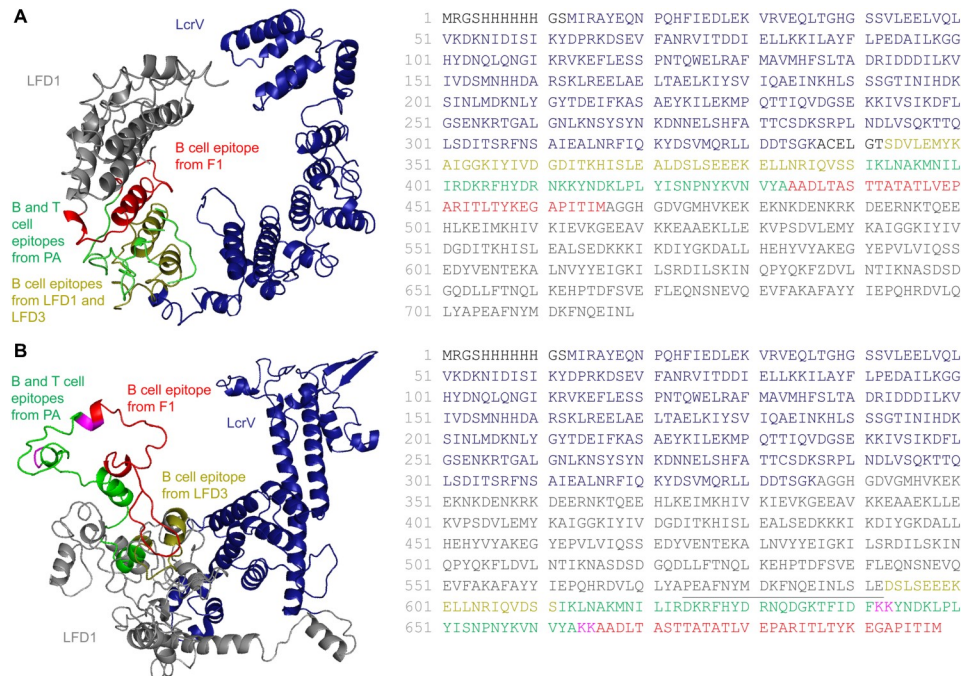 A
LcrV
LFD1
B cell epitope
from F1
B and T
cell
epitopes
from PA
B cell epitopes
from LFD1 and
LFD3
1 MRGSHHHHHH GSMIRAYEQN PQHFIEDLEK VRVEQLTGHG SSVLEELVQL
51 VKDKNIDISI KYDPRKDSEV FANRVITDDI ELLKKILAYF LPEDAILKGG
101 HYDNQLQNGI KRVKEFLESS PNTQWELRAF MAVMHFSLTA DRIDDDILKV
151 IVDSMNHHDA RSKLREELAE LTAELKIYSV IQAEINKHLS SSGTINIHDK
201 SINLMDKNLY GYTDEIFKAS AEYKILEKMP QTTIQVDGSE KKIVSIKDFL
251 GSENKRTGAL GNLKNSYSYN KDNNELSHFA TTCSDKSRPL NDLVSQKTTQ
301 LSDITSRFNS AIEALNRFIQ KYDSVMQRLL DDTSGKACEL GTSDVLEMYK
351 AIGGKIYIVD GDITKHISLE ALDSLSEEEK ELLNRIQVSS IKLNAKMNIL
401 IRDKRFHYDR NKKYNDKLPL YISNPNYKVN VYAAADLTAS TTATATLVEP
451 ARITLTYKEG APITIMAGGH GDVGMHVKEK EKNKDENKRK DEERNKTQEE
501 HLKEIMKHIV KIEVKGEEAV KKEAAEKLLE KVPSDVLEMY KAIGGKIYIV
551 DGDITKHISL EALSEDKKKI KDIYGKDALL HEHYVYAKEG YEPVLVIQSS
601 EDYVENTEKA LNVYYEIGKI LSRDILSKIN QPYQKFZDVL NTIKNASDSD
651 GQDLLFTNQL KEHPTDFSVE FLEQNSNEVQ EVFAKAFAYY IEPQHRDVLQ
701 LYAPEAFNYM DKFNQEINL
B
B and T cell
epitopes
from PA
B cell epitope
from F1
LcrV
B cell epitope
from LFD3
LFD1
1 MRGSHHHHHH GSMIRAYEQN PQHFIEDLEK VRVEQLTGHG SSVLEELVQL
51 VKDKNIDISI KYDPRKDSEV FANRVITDDI ELLKKILAYF LPEDAILKGG
101 HYDNQLQNGI KRVKEFLESS PNTQWELRAF MAVMHFSLTA DRIDDDILKV
151 IVDSMNHHDA RSKLREELAE LTAELKIYSV IQAEINKHLS SSGTINIHDK
201 SINLMDKNLY GYTDEIFKAS AEYKILEKMP QTTIQVDGSE KKIVSIKDFL
251 GSENKRTGAL GNLKNSYSYN KDNNELSHFA TTCSDKSRPL NDLVSQKTTQ
301 LSDITSRFNS AIEALNRFIQ KYDSVMQRLL DDTSGKAGGH GDVGMHVKEK
351 EKNKDENKRK DEERNKTQEE HLEIMKHIV KIEVKGEAAV KKEAAEKLLE
401 KVPSDVLEMY KAIGGKIYIV DGDITKHISL EALSEDKKKI KDIYGKDALL
451 HEHYVYAKEG YEPVLVIQSS EDYVENTEKA LNVYYEIGKI LSRDILSKIN
501 QPYQKFLDVL NTIKNASDSD GQDLLFTNQL KEHPTDFSVE FLEQNSNEVQ
551 EVFAKAFAYY IEPQHRDVLQ LYAPEAFNYM DKFNQEINLS LEDSLSEEEK
601 ELLNRIQVDS SIKLNAKMNI LIRDKRFHYD RNQDGKTFID FKKYNDKLPL
651 YISNPNYKVN VYAKKAADLT ASTTATATLV EPARITLTYK EGAPITIM